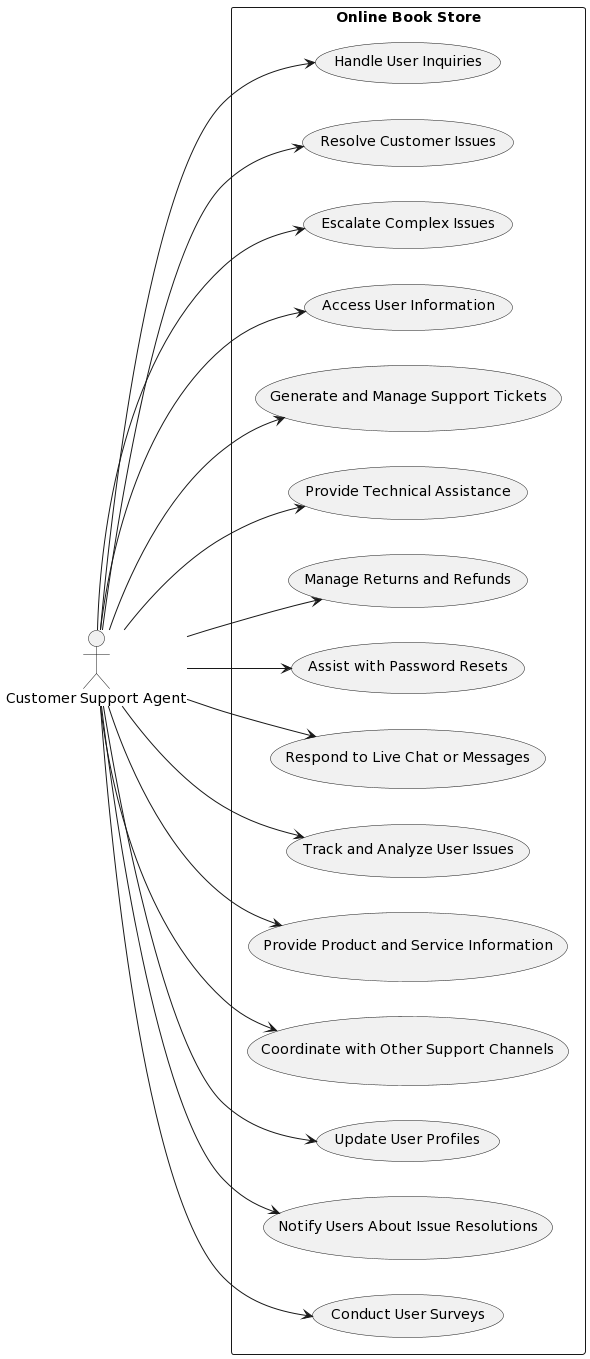 Online Book Store
Handle User Inquiries
Resolve Customer Issues
Escalate Complex Issues
Access User Information
Generate and Manage Support Tickets
Provide Technical Assistance
Manage Returns and Refunds
Assist with Password Resets
Customer Support Agent
Respond to Live Chat or Messages
Track and Analyze User Issues
Provide Product and Service Information
Coordinate with Other Support Channels
Update User Profiles
Notify Users About Issue Resolutions
Conduct User Surveys